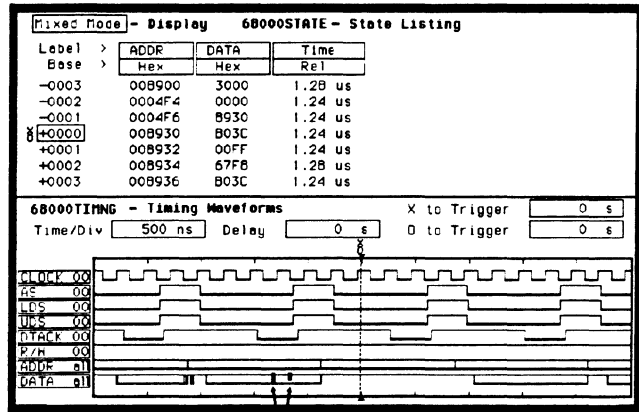 Mixed Mode - Display 68000STATE - State Listing
Label > ADDR DATA Time
Base > Hex Hex Rel
-0003 008900 3000 1.28 us
-0002 0004F4 0000 1.24 us
-0001 0004F6 8930 1.24 us
+0000 008930 B03C 1.24 us
+0001 008932 00FF 1.24 us
+0002 008934 67F8 1.28 us
+0003 008936 B03C 1.24 us
68000TIMNG - Timing Waveforms X to Trigger 0 s
Time/Div 500 ns Delay 0 s O to Trigger 0 s
CLOCK 00
AS 00
LDS 00
UDS 00
DTACK 00
R/W 00
ADDR all
DATA all